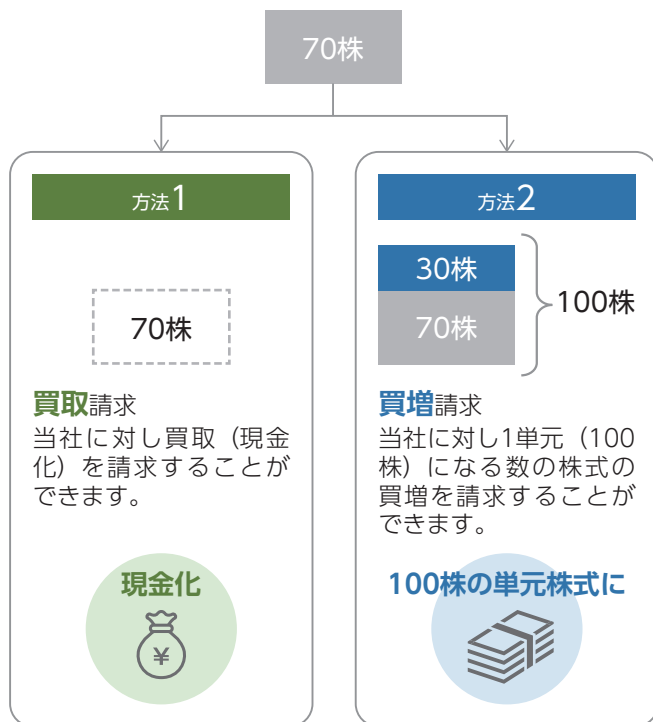 70株
方法1
70株
買取請求
当社に対し買取（現金
化）を請求することが
できます。
現金化
¥
方法2
30株
70株
100株
買増請求
当社に対し1単元（100
株）になる数の株式の
買増を請求することが
できます。
100株の単元株式に